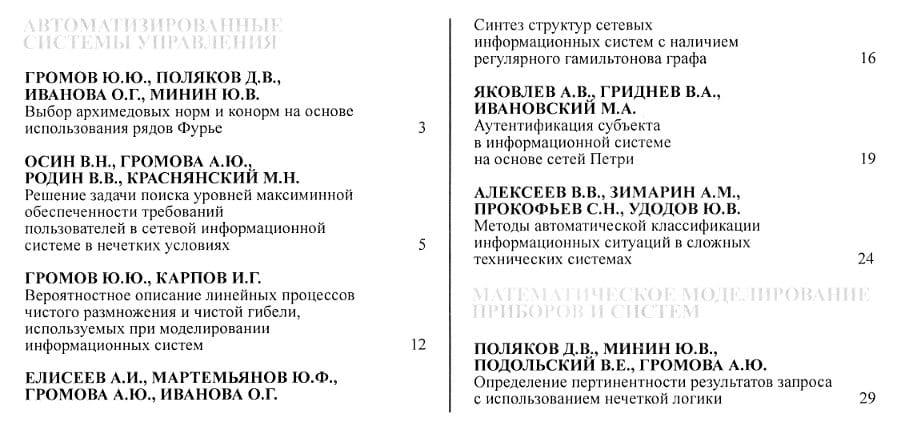 АВТОМАТИЗИРОВАННЫЕ
СИСТЕМЫ УПРАВЛЕНИЯ
ГРОМОВ Ю.Ю., ПОЛЯКОВ Д.В.,
ИВАНОВА О.Г., МИНИН Ю.В.
Выбор архимедовых норм и конорм на основе
использования рядов Фурье 3
ОСИН В.Н., ГРОМОВА А.Ю.,
РОДИН В.В., КРАСНЯНСКИЙ М.Н.
Решение задачи поиска уровней максиминной
обеспеченности требований
пользователей в сетевой информационной
системе в нечетких условиях 5
ГРОМОВ Ю.Ю., КАРПОВ И.Г.
Вероятностное описание линейных процессов
чистого размножения и чистой гибели,
используемых при моделировании
информационных систем 12
ЕЛИСЕЕВ А.И., МАРТЕМЬЯНОВ Ю.Ф.,
ГРОМОВА А.Ю., ИВАНОВА О.Г.
Синтез структур сетевых
информационных систем с наличием
регулярного гамильтонова графа 16
ЯКОВЛЕВ А.В., ГРИДНЕВ В.А.,
ИВАНОВСКИЙ М.А.
Аутентификация субъекта
в информационной системе
на основе сетей Петри 19
АЛЕКСЕЕВ В.В., ЗИМАРИН А.М.,
ПРОКОФЬЕВ С.Н., УДОДОВ Ю.В.
Методы автоматической классификации
информационных ситуаций в сложных
технических системах 24
МАТЕМАТИЧЕСКОЕ МОДЕЛИРОВАНИЕ
ПРИБОРОВ И СИСТЕМ
ПОЛЯКОВ Д.В., МИНИН Ю.В.,
ПОДОЛЬСКИЙ В.Е., ГРОМОВА А.Ю.
Определение пертинентности результатов запроса
с использованием нечеткой логики 29